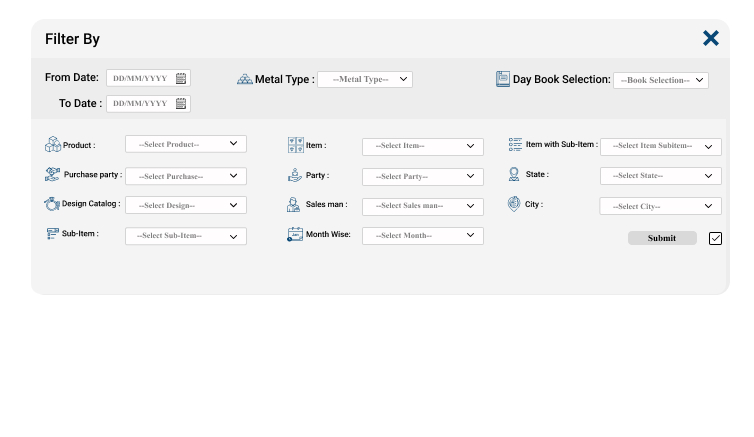 Filter By
From Date: DD/MM/YYYY
Metal Type : --Metal Type--
Day Book Selection: --Book Selection--
To Date : DD/MM/YYYY
Product : --Select Product--
Item : --Select Item--
Item with Sub-Item : --Select Item Subitem--
Purchase party : --Select Purchase--
Party : --Select Party--
State : --Select State--
Design Catalog : --Select Design--
Sales man : --Select Sales man--
City : --Select City--
Sub-Item : --Select Sub-Item--
Month Wise: --Select Month--
Submit